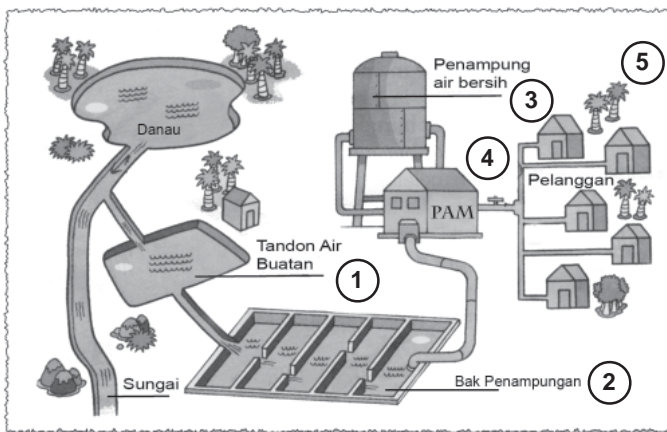 Danau
Penampung
air bersih
3
5
4
PAM
Pelanggan
Tandon Air
Buatan
1
Sungai
Bak Penampungan
2